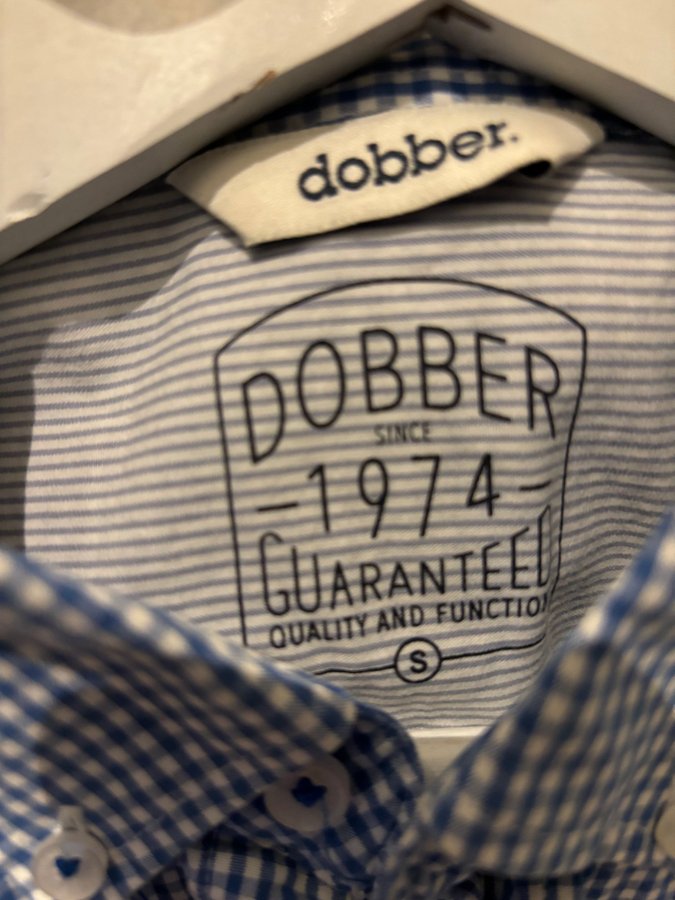 dobber.
DOBBER
SINCE
-1974-
GUARANTEED
QUALITY AND FUNCTION
S